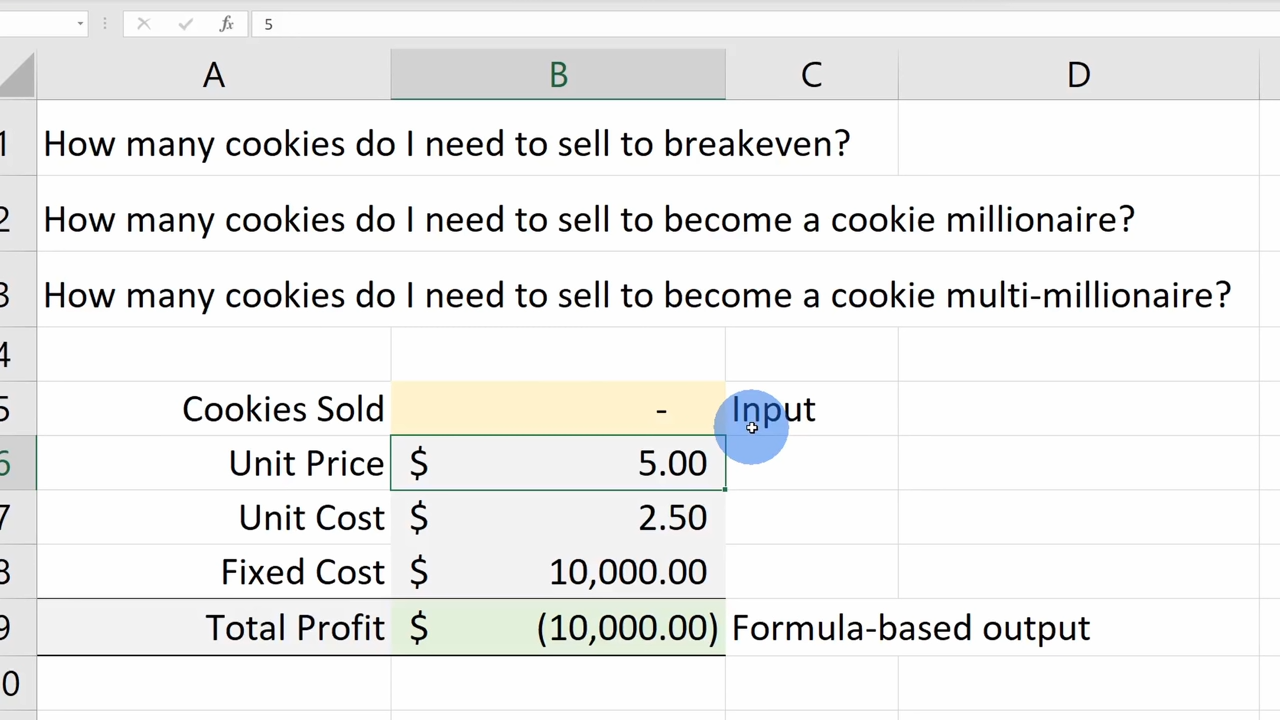 fx 5
A B C D
1 How many cookies do I need to sell to breakeven?
2 How many cookies do I need to sell to become a cookie millionaire?
3 How many cookies do I need to sell to become a cookie multi-millionaire?
4
5 Cookies Sold - Input
6 Unit Price $ 5.00
7 Unit Cost $ 2.50
8 Fixed Cost $ 10,000.00
9 Total Profit $ (10,000.00) Formula-based output
0